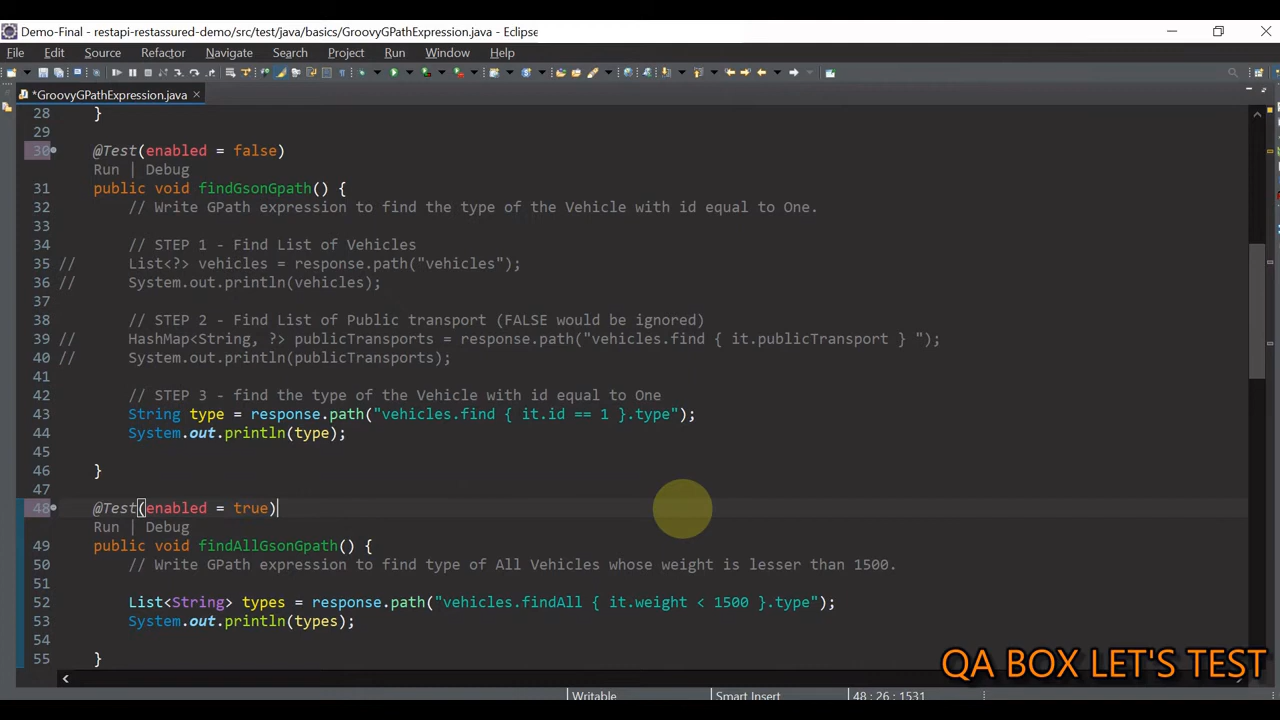 Demo-Final - restapi-restassured-demo/src/test/java/basics/GroovyGPathExpression.java - Eclipse
File Edit Source Refactor Navigate Search Project Run Window Help
*GroovyGPathExpression.java
28 }
29
30 @Test(enabled = false)
Run | Debug
31 public void findGsonGpath() {
32 // Write GPath expression to find the type of the Vehicle with id equal to One.
33
34 // STEP 1 - Find List of Vehicles
35 // List<?> vehicles = response.path("vehicles");
36 // System.out.println(vehicles);
37
38 // STEP 2 - Find List of Public transport (FALSE would be ignored)
39 // HashMap<String, ?> publicTransports = response.path("vehicles.find { it.publicTransport } ");
40 // System.out.println(publicTransports);
41
42 // STEP 3 - find the type of the Vehicle with id equal to One
43 String type = response.path("vehicles.find { it.id == 1 }.type");
44 System.out.println(type);
45
46 }
47
48 @Test(enabled = true)
Run | Debug
49 public void findAllGsonGpath() {
50 // Write GPath expression to find type of All Vehicles whose weight is lesser than 1500.
51
52 List<String> types = response.path("vehicles.findAll { it.weight < 1500 }.type");
53 System.out.println(types);
54
55 }
QA BOX LET'S TEST
Writable Smart Insert 48 : 26 : 1531